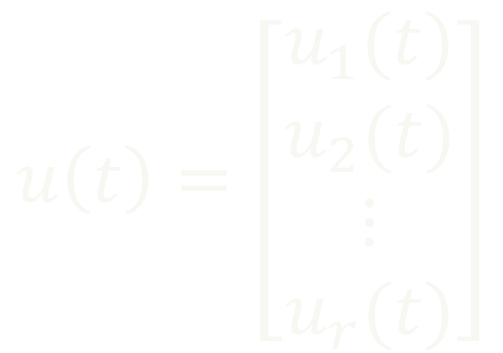 u₁(t)
u₂(t)
u(t) = ⋮
uᵣ(t)